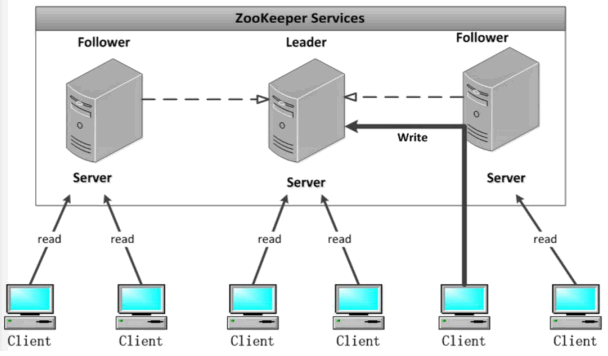 ZooKeeper Services
Follower
Leader
Follower
Write
Server
Server
Server
read
read
read
read
read
Client
Client
Client
Client
Client
Client